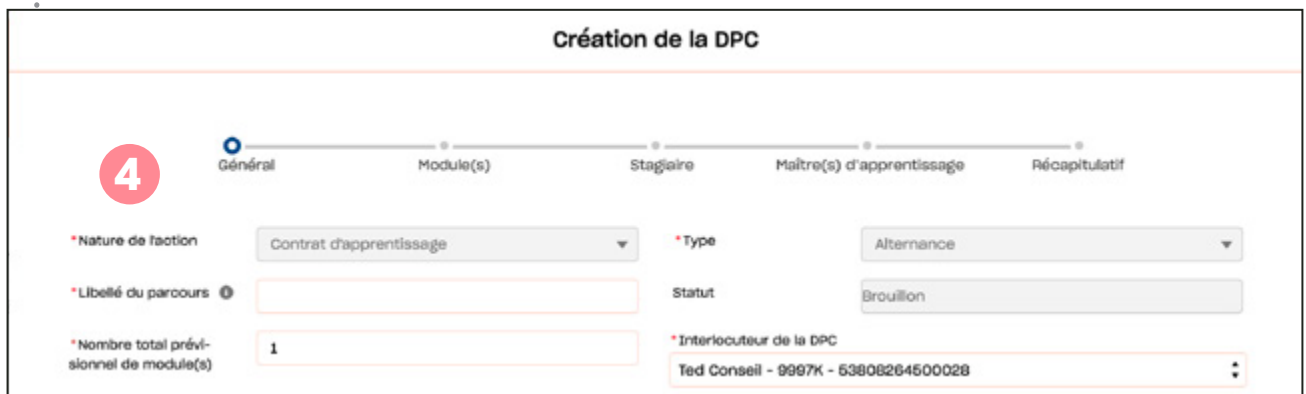 Création de la DPC
4
Général
Module(s)
Stagiaire
Maître(s) d'apprentissage
Récapitulatif
*Nature de l'action
Contrat d'apprentissage
*Type
Alternance
*Libellé du parcours
Statut
Brouillon
*Nombre total prévi-
sionnel de module(s)
1
*Interlocuteur de la DPC
Ted Conseil - 9997K - 53808264500028